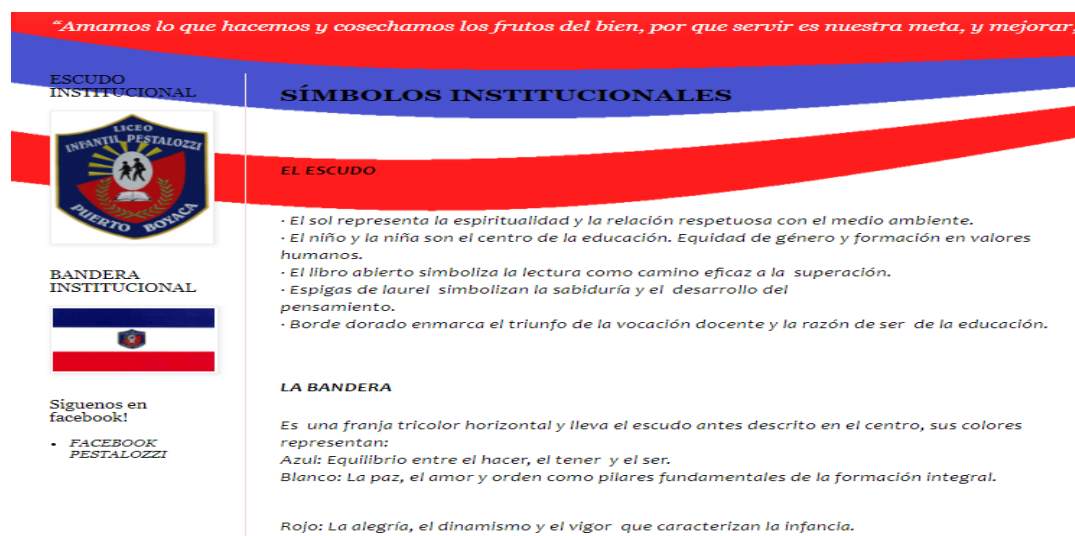 “Amamos lo que hacemos y cosechamos los frutos del bien, por que servir es nuestra meta, y mejorar,
ESCUDO
INSTITUCIONAL
LICEO
INFANTIL PESTALOZZI
PUERTO BOYACA
BANDERA
INSTITUCIONAL
Siguenos en
facebook!
• FACEBOOK
PESTALOZZI
SÍMBOLOS INSTITUCIONALES
EL ESCUDO
· El sol representa la espiritualidad y la relación respetuosa con el medio ambiente.
· El niño y la niña son el centro de la educación. Equidad de género y formación en valores
humanos.
· El libro abierto simboliza la lectura como camino eficaz a la superación.
· Espigas de laurel simbolizan la sabiduría y el desarrollo del
pensamiento.
· Borde dorado enmarca el triunfo de la vocación docente y la razón de ser de la educación.
LA BANDERA
Es una franja tricolor horizontal y lleva el escudo antes descrito en el centro, sus colores
representan:
Azul: Equilibrio entre el hacer, el tener y el ser.
Blanco: La paz, el amor y orden como pilares fundamentales de la formación integral.
Rojo: La alegría, el dinamismo y el vigor que caracterizan la infancia.